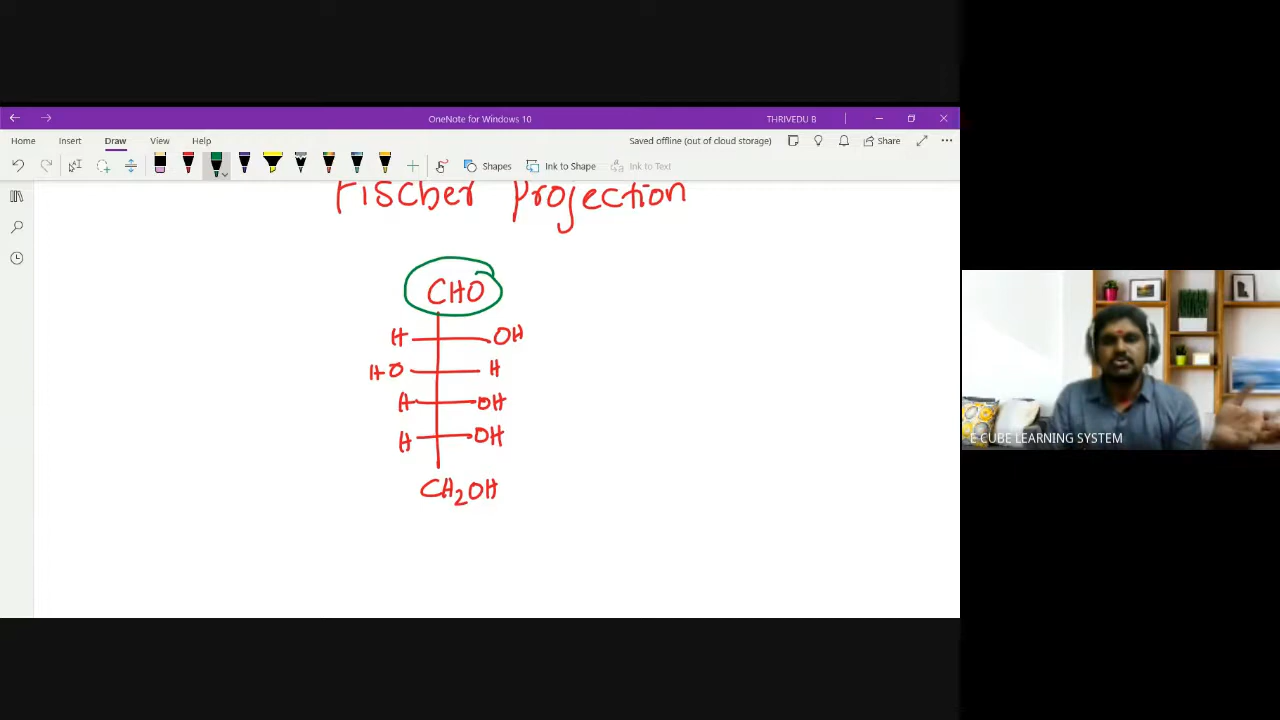 OneNote for Windows 10
THRIVEDU B
Home Insert Draw View Help
Saved offline (out of cloud storage)
Share
Shapes
Ink to Shape
Ink to Text
Fischer Projection
CHO
H OH
HO H
H OH
H OH
CH₂OH
E CUBE LEARNING SYSTEM